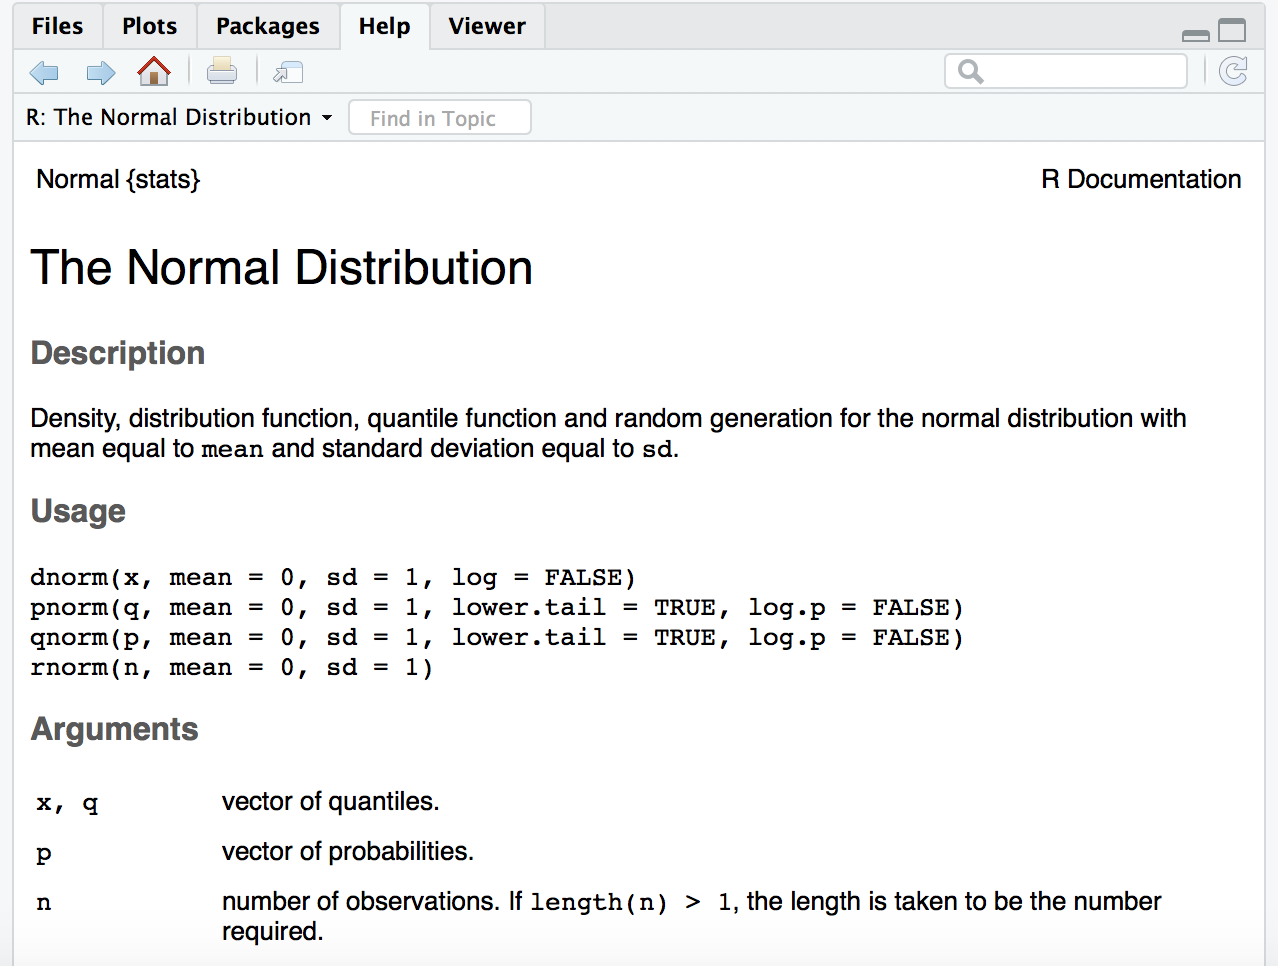 Files Plots Packages Help Viewer
R: The Normal Distribution Find in Topic
Normal {stats} R Documentation
The Normal Distribution
Description
Density, distribution function, quantile function and random generation for the normal distribution with
mean equal to mean and standard deviation equal to sd.
Usage
dnorm(x, mean = 0, sd = 1, log = FALSE)
pnorm(q, mean = 0, sd = 1, lower.tail = TRUE, log.p = FALSE)
qnorm(p, mean = 0, sd = 1, lower.tail = TRUE, log.p = FALSE)
rnorm(n, mean = 0, sd = 1)
Arguments
x, q vector of quantiles.
p vector of probabilities.
n number of observations. If length(n) > 1, the length is taken to be the number
required.